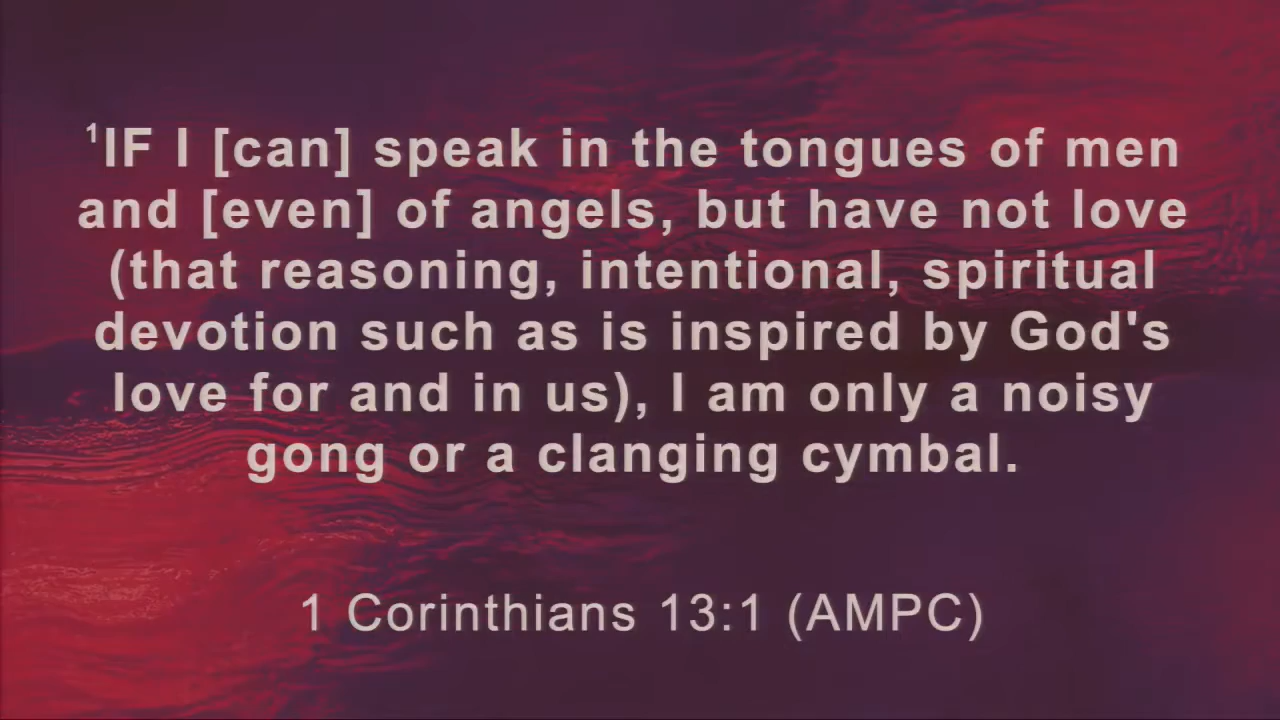 ¹IF I [can] speak in the tongues of men
and [even] of angels, but have not love
(that reasoning, intentional, spiritual
devotion such as is inspired by God's
love for and in us), I am only a noisy
gong or a clanging cymbal.
1 Corinthians 13:1 (AMPC)